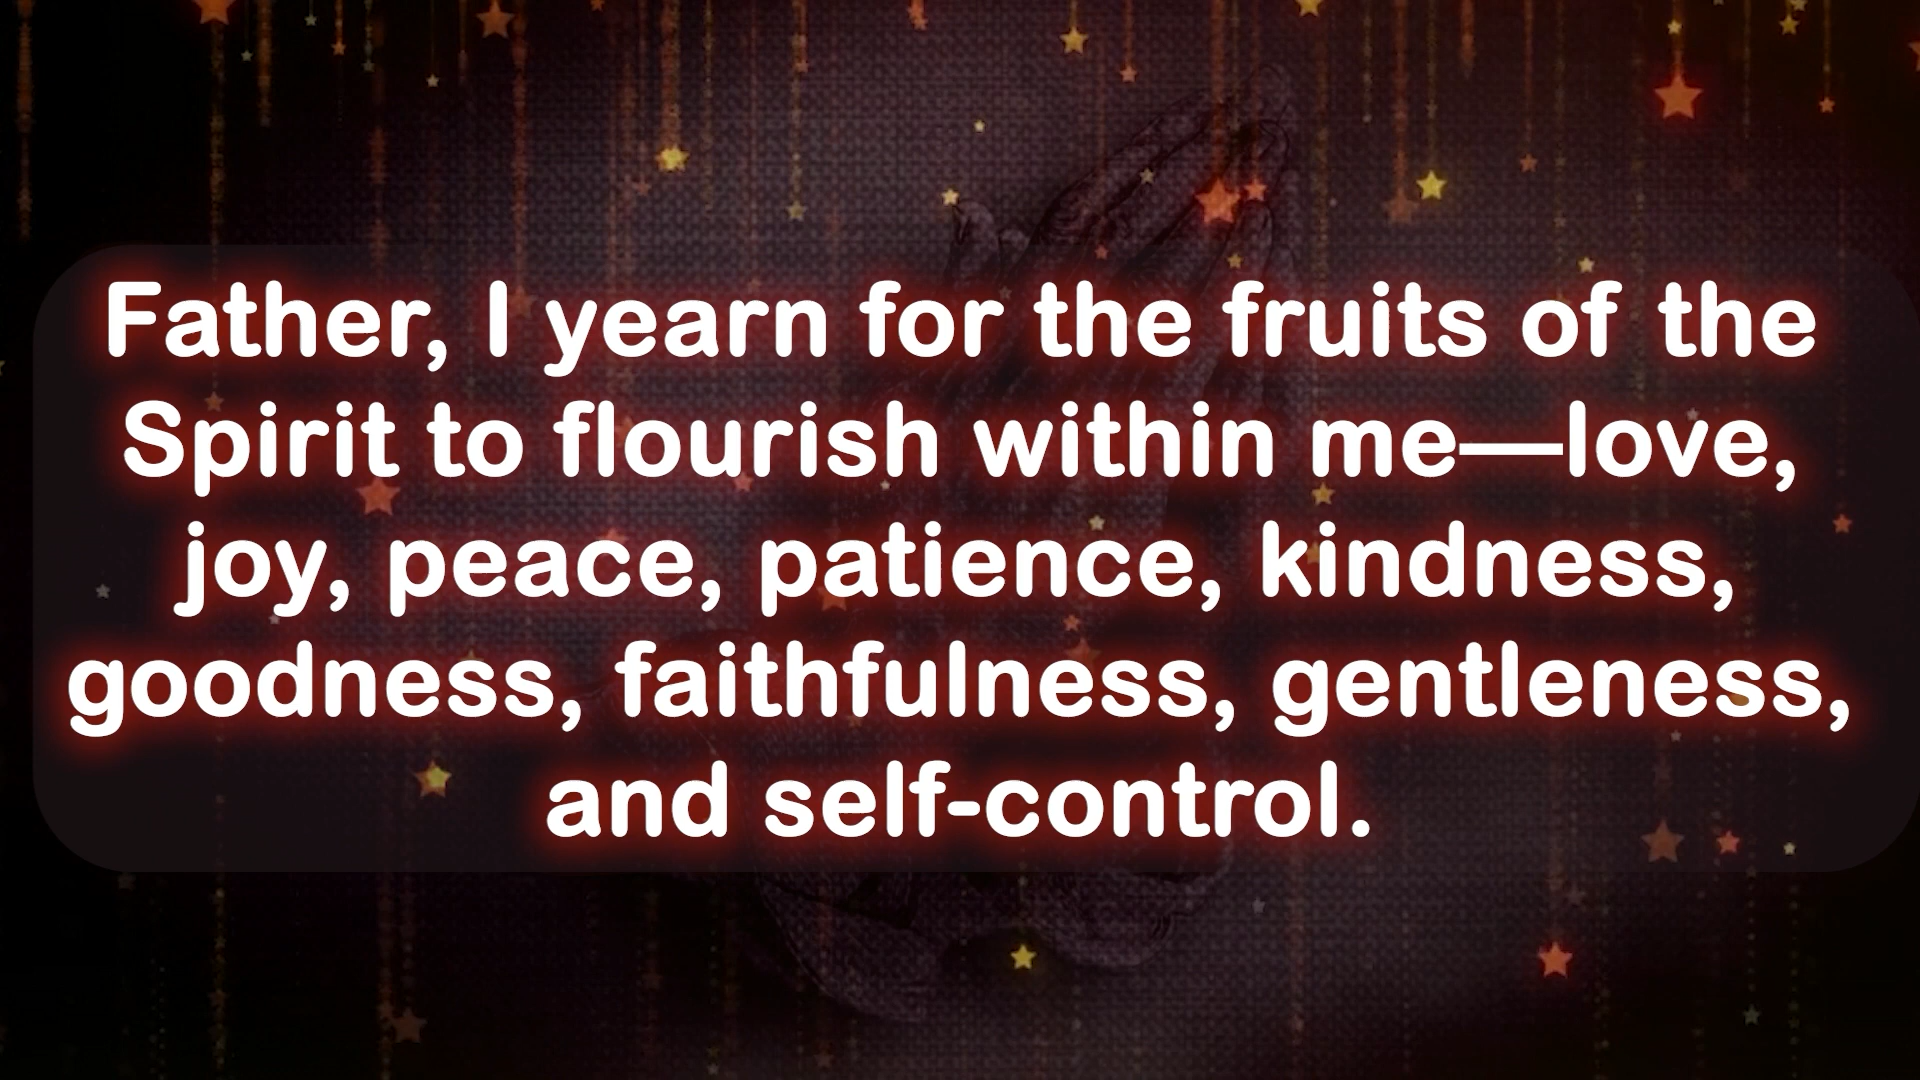 Father, I yearn for the fruits of the
Spirit to flourish within me—love,
joy, peace, patience, kindness,
goodness, faithfulness, gentleness,
and self-control.